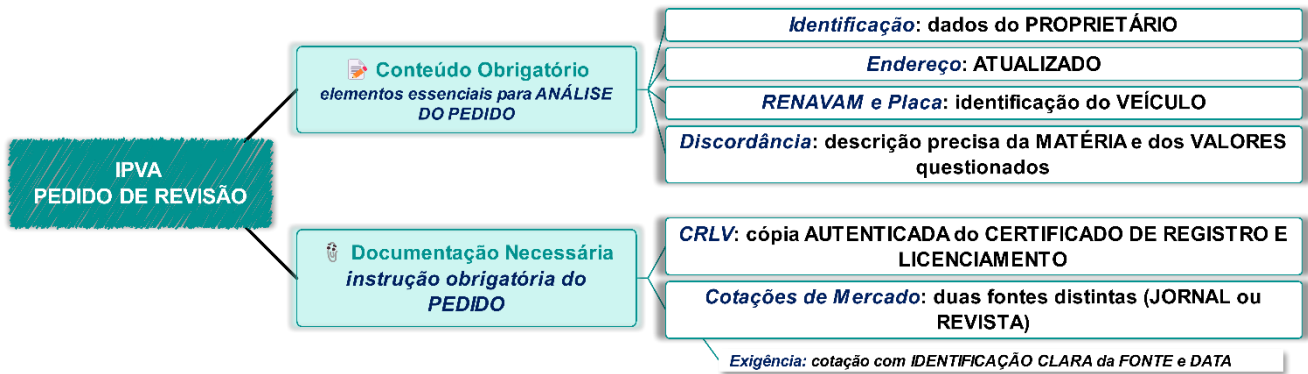 IPVA
PEDIDO DE REVISÃO
Conteúdo Obrigatório
elementos essenciais para ANÁLISE
DO PEDIDO
Identificação: dados do PROPRIETÁRIO
Endereço: ATUALIZADO
RENAVAM e Placa: identificação do VEÍCULO
Discordância: descrição precisa da MATÉRIA e dos VALORES
questionados
Documentação Necessária
instrução obrigatória do
PEDIDO
CRLV: cópia AUTENTICADA do CERTIFICADO DE REGISTRO E
LICENCIAMENTO
Cotações de Mercado: duas fontes distintas (JORNAL ou
REVISTA)
Exigência: cotação com IDENTIFICAÇÃO CLARA da FONTE e DATA